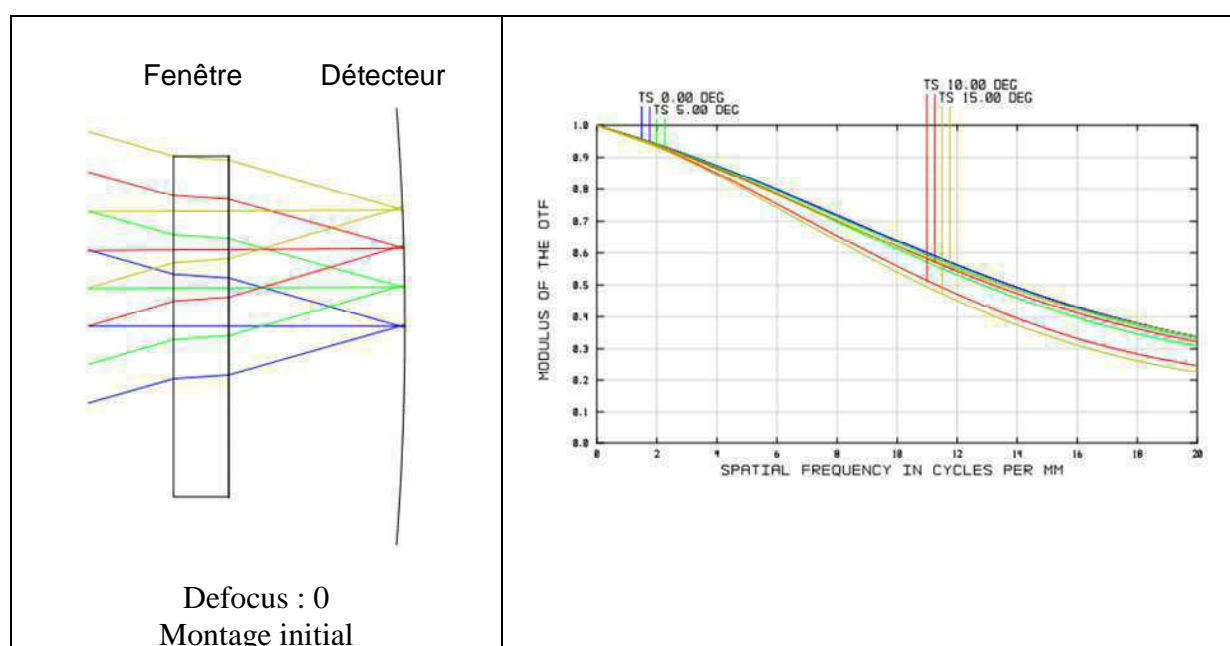 Fenêtre Détecteur
Defocus : 0
Montage initial
TS 0.00 DEG
TS 5.00 DEG
TS 10.00 DEG
TS 15.00 DEG
MODULUS OF THE OTF
1.0
0.9
0.8
0.7
0.6
0.5
0.4
0.3
0.2
0.1
0.0
0 2 4 6 8 10 12 14 16 18 20
SPATIAL FREQUENCY IN CYCLES PER MM